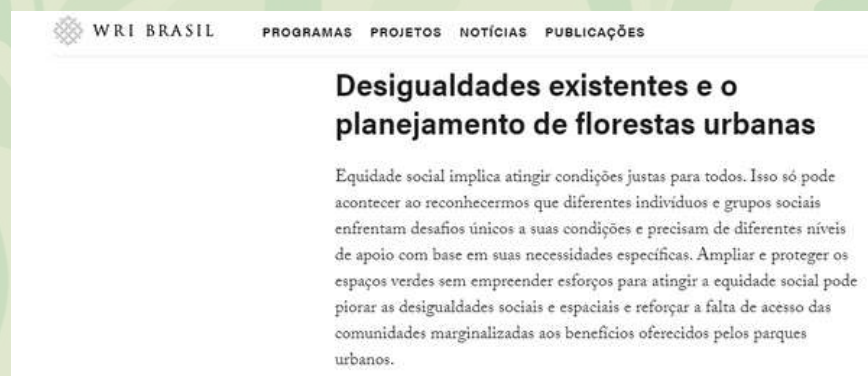 WRI BRASIL PROGRAMAS PROJETOS NOTÍCIAS PUBLICAÇÕES
Desigualdades existentes e o
planejamento de florestas urbanas
Equidade social implica atingir condições justas para todos. Isso só pode
acontecer ao reconhecermos que diferentes indivíduos e grupos sociais
enfrentam desafios únicos a suas condições e precisam de diferentes níveis
de apoio com base em suas necessidades específicas. Ampliar e proteger os
espaços verdes sem empreender esforços para atingir a equidade social pode
piorar as desigualdades sociais e espaciais e reforçar a falta de acesso das
comunidades marginalizadas aos benefícios oferecidos pelos parques
urbanos.